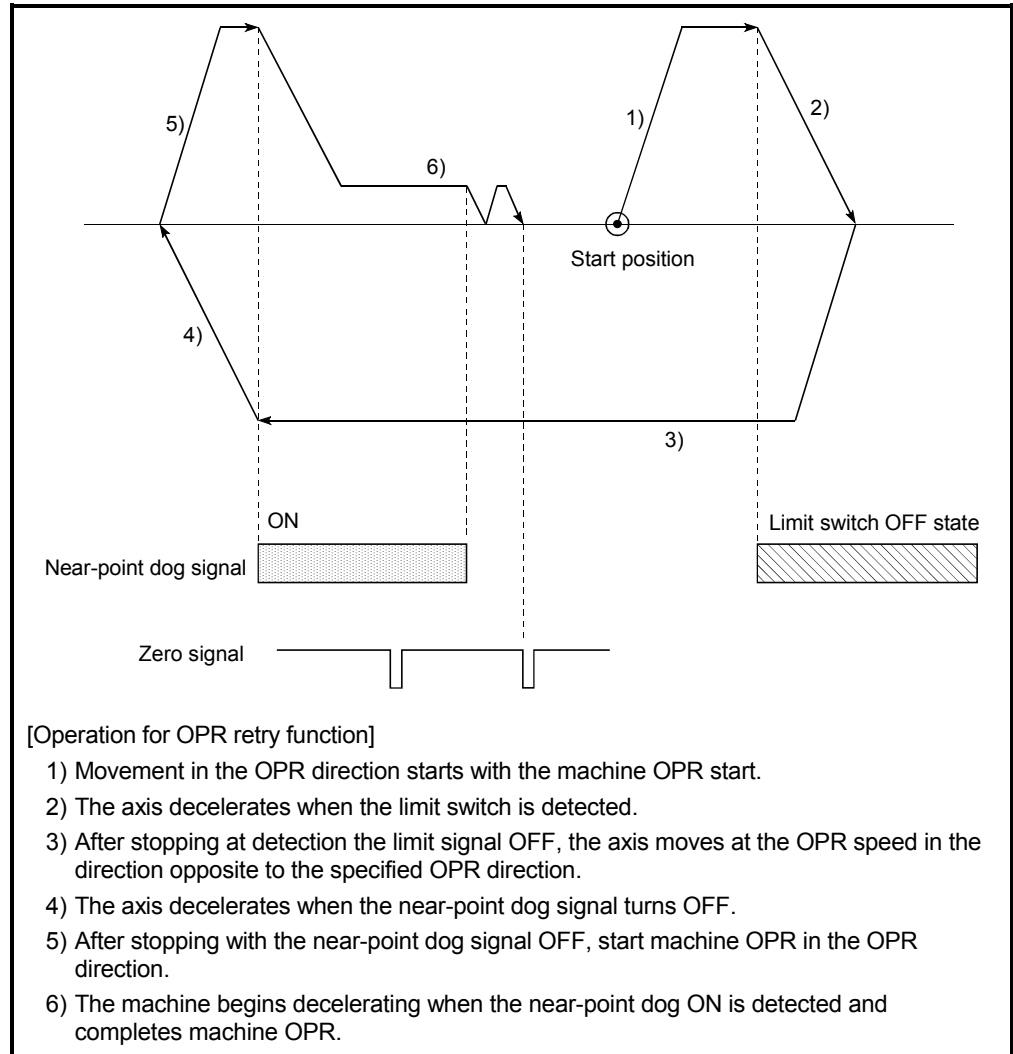 5)
6)
1)
2)
Start position
4)
3)
ON
Limit switch OFF state
Near-point dog signal
Zero signal
[Operation for OPR retry function]
1) Movement in the OPR direction starts with the machine OPR start.
2) The axis decelerates when the limit switch is detected.
3) After stopping at detection the limit signal OFF, the axis moves at the OPR speed in the
direction opposite to the specified OPR direction.
4) The axis decelerates when the near-point dog signal turns OFF.
5) After stopping with the near-point dog signal OFF, start machine OPR in the OPR
direction.
6) The machine begins decelerating when the near-point dog ON is detected and
completes machine OPR.